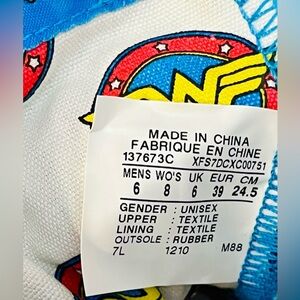 MADE IN CHINA
FABRIQUE EN CHINE
137673C XFS7DCXC00751
MENS WO'S UK EUR CM
6 8 6 39 24.5
GENDER : UNISEX
UPPER : TEXTILE
LINING : TEXTILE
OUTSOLE : RUBBER
7L 1210 M88